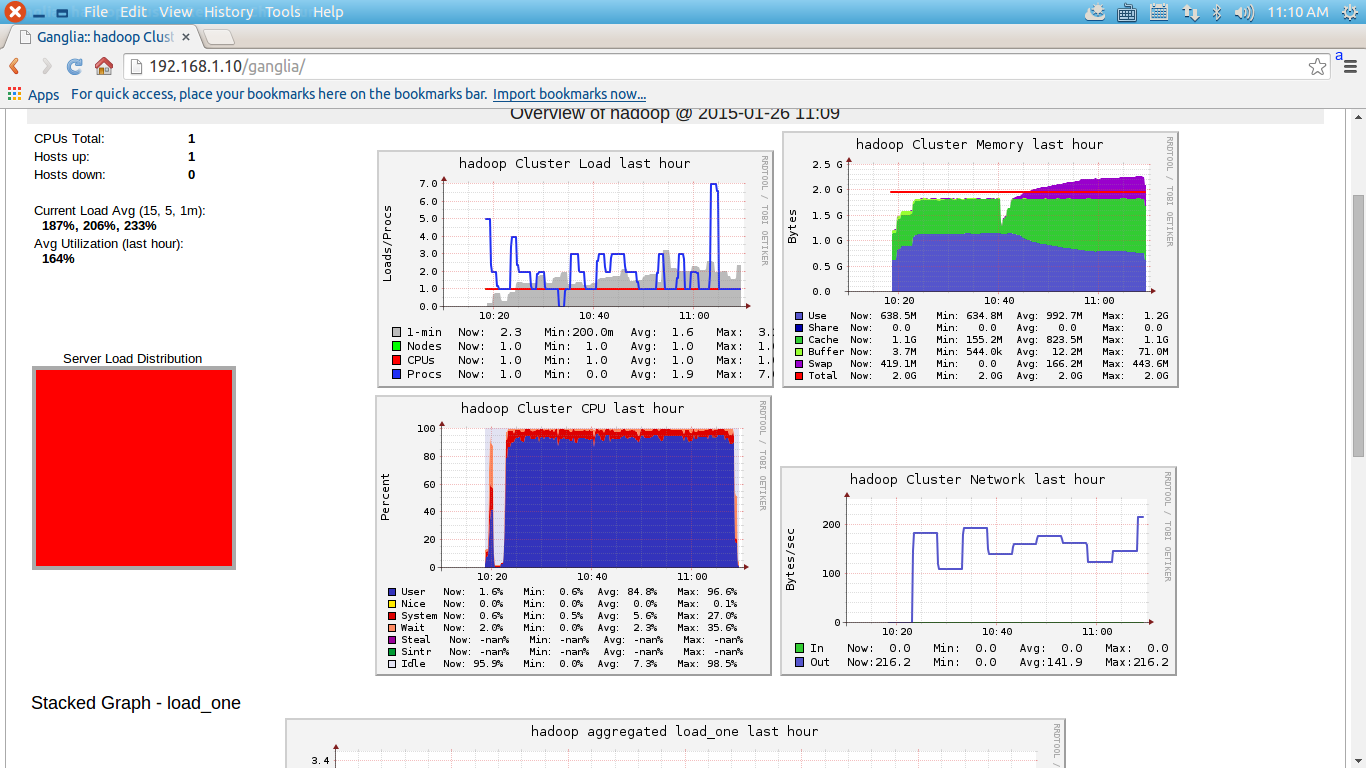 File Edit View History Tools Help 11:10 AM
Ganglia:: hadoop Clust
192.168.1.10/ganglia/
a
Apps For quick access, place your bookmarks here on the bookmarks bar. Import bookmarks now...
Overview of hadoop @ 2015-01-26 11:09
CPUs Total: 1
Hosts up: 1
Hosts down: 0
Current Load Avg (15, 5, 1m):
187%, 206%, 233%
Avg Utilization (last hour):
164%
Server Load Distribution
hadoop Cluster Load last hour
RRDTOOL / TOBI OETIKER
Loads/Procs
7.0
6.0
5.0
4.0
3.0
2.0
1.0
0.0
10:20 10:40 11:00
1-min Now: 2.3 Min:200.0m Avg: 1.6 Max: 3.
Nodes Now: 1.0 Min: 1.0 Avg: 1.0 Max: 1.
CPUs Now: 1.0 Min: 1.0 Avg: 1.0 Max: 1.
Procs Now: 1.0 Min: 0.0 Avg: 1.9 Max: 7.
hadoop Cluster Memory last hour
RRDTOOL / TOBI OETIKER
Bytes
2.5 G
2.0 G
1.5 G
1.0 G
0.5 G
0.0
10:20 10:40 11:00
Use Now: 638.5M Min: 634.8M Avg: 992.7M Max: 1.2G
Share Now: 0.0 Min: 0.0 Avg: 0.0 Max: 0.0
Cache Now: 1.1G Min: 155.2M Avg: 823.5M Max: 1.1G
Buffer Now: 3.7M Min: 544.0k Avg: 12.2M Max: 71.0M
Swap Now: 419.1M Min: 0.0 Avg: 166.2M Max: 443.6M
Total Now: 2.0G Min: 2.0G Avg: 2.0G Max: 2.0G
hadoop Cluster CPU last hour
RRDTOOL / TOBI OETIKER
Percent
100
80
60
40
20
0
10:20 10:40 11:00
User Now: 1.6% Min: 0.6% Avg: 84.8% Max: 96.6%
Nice Now: 0.0% Min: 0.0% Avg: 0.0% Max: 0.1%
System Now: 0.6% Min: 0.5% Avg: 5.6% Max: 27.0%
Wait Now: 2.0% Min: 0.0% Avg: 2.3% Max: 35.6%
Steal Now: -nan% Min: -nan% Avg: -nan% Max: -nan%
Sintr Now: -nan% Min: -nan% Avg: -nan% Max: -nan%
Idle Now: 95.9% Min: 0.0% Avg: 7.3% Max: 98.5%
hadoop Cluster Network last hour
RRDTOOL / TOBI OETIKER
Bytes/sec
200
100
0
10:20 10:40 11:00
In Now: 0.0 Min: 0.0 Avg: 0.0 Max: 0.0
Out Now:216.2 Min: 0.0 Avg:141.9 Max:216.2
Stacked Graph - load_one
hadoop aggregated load_one last hour
3.4